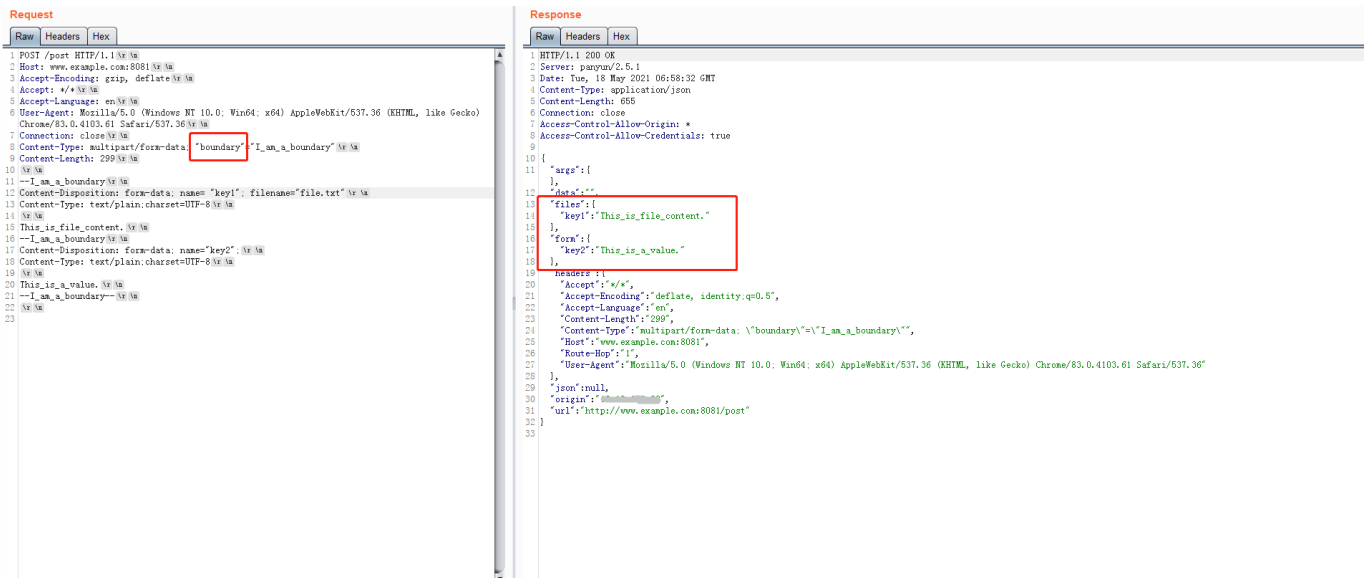 Request
Raw Headers Hex
1 POST /post HTTP/1.1 \r \n
2 Host: www.example.com:8081 \r \n
3 Accept-Encoding: gzip, deflate \r \n
4 Accept: */* \r \n
5 Accept-Language: en \r \n
6 User-Agent: Mozilla/5.0 (Windows NT 10.0; Win64; x64) AppleWebKit/537.36 (KHTML, like Gecko)
Chrome/83.0.4103.61 Safari/537.36 \r \n
7 Connection: close \r \n
8 Content-Type: multipart/form-data; "boundary"="I_am_a_boundary" \r \n
9 Content-Length: 299 \r \n
10 \r \n
11 --I_am_a_boundary \r \n
12 Content-Disposition: form-data; name= "key1"; filename="file.txt" \r \n
13 Content-Type: text/plain;charset=UTF-8 \r \n
14 \r \n
15 This_is_file_content. \r \n
16 --I_am_a_boundary \r \n
17 Content-Disposition: form-data; name="key2"; \r \n
18 Content-Type: text/plain;charset=UTF-8 \r \n
19 \r \n
20 This_is_a_value. \r \n
21 --I_am_a_boundary-- \r \n
22 \r \n
23
Response
Raw Headers Hex
1 HTTP/1.1 200 OK
2 Server: panyun/2.5.1
3 Date: Tue, 18 May 2021 06:58:32 GMT
4 Content-Type: application/json
5 Content-Length: 655
6 Connection: close
7 Access-Control-Allow-Origin: *
8 Access-Control-Allow-Credentials: true
9
10 {
11 "args":{
},
12 "data":"",
13 "files":{
14 "key1":"This_is_file_content."
15 },
16 "form":{
17 "key2":"This_is_a_value."
18 },
19 "headers":{
20 "Accept":"*/*",
21 "Accept-Encoding":"deflate, identity;q=0.5",
22 "Accept-Language":"en",
23 "Content-Length":"299",
24 "Content-Type":"multipart/form-data; \"boundary\"=\"I_am_a_boundary\"",
25 "Host":"www.example.com:8081",
26 "Route-Hop":"1",
27 "User-Agent":"Mozilla/5.0 (Windows NT 10.0; Win64; x64) AppleWebKit/537.36 (KHTML, like Gecko) Chrome/83.0.4103.61 Safari/537.36"
28 },
29 "json":null,
30 "origin":"",
31 "url":"http://www.example.com:8081/post"
32 }
33